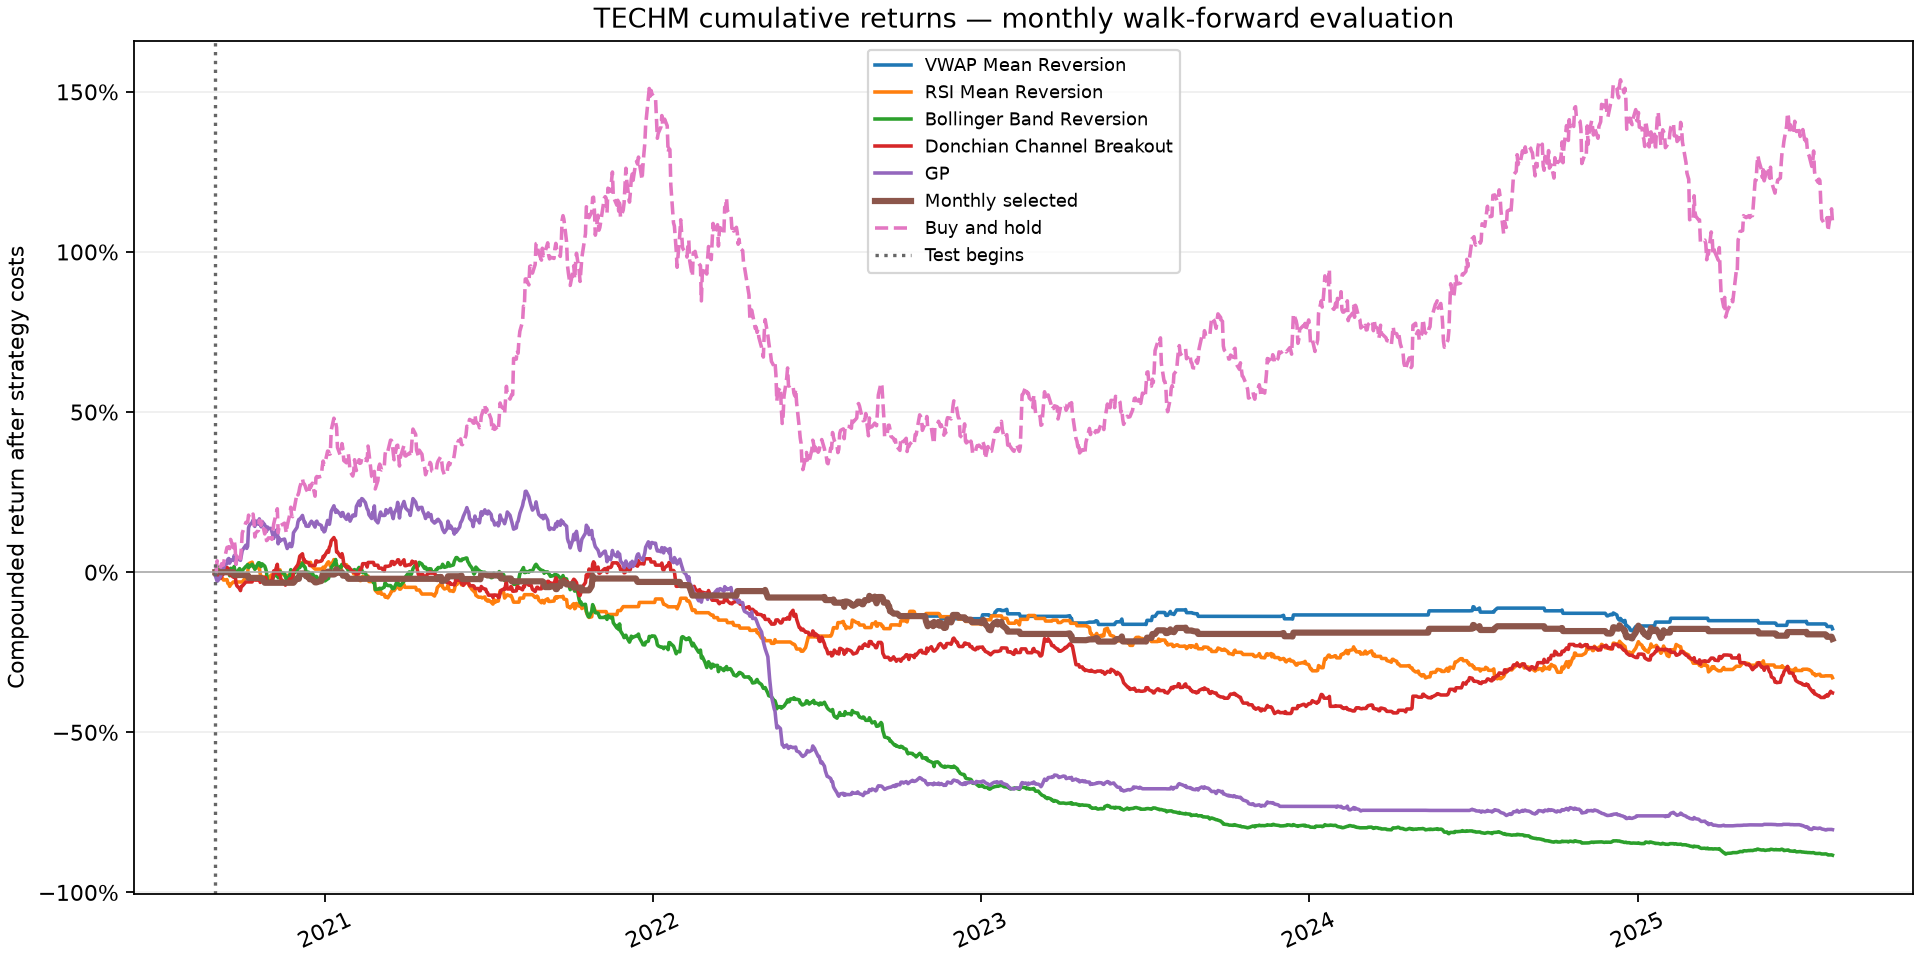 TECHM cumulative returns — monthly walk-forward evaluation
Compounded return after strategy costs
150%
100%
50%
0%
−50%
−100%
VWAP Mean Reversion
RSI Mean Reversion
Bollinger Band Reversion
Donchian Channel Breakout
GP
Monthly selected
Buy and hold
Test begins
2021
2022
2023
2024
2025